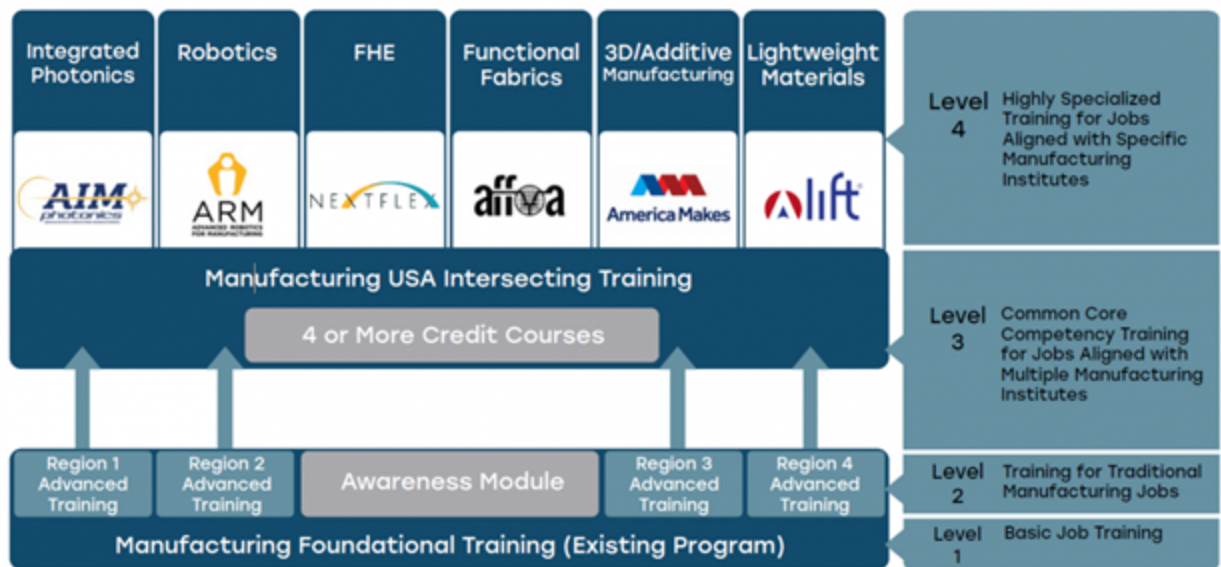 Integrated
Photonics
Robotics
FHE
Functional
Fabrics
3D/Additive
Manufacturing
Lightweight
Materials
AIM
photonics
ARM
ADVANCED ROBOTICS
FOR MANUFACTURING
NEXTFLEX
affoa
America Makes
lift
Level
4
Highly Specialized
Training for Jobs
Aligned with Specific
Manufacturing
Institutes
Manufacturing USA Intersecting Training
4 or More Credit Courses
Level
3
Common Core
Competency Training
for Jobs Aligned with
Multiple Manufacturing
Institutes
Region 1
Advanced
Training
Region 2
Advanced
Training
Awareness Module
Region 3
Advanced
Training
Region 4
Advanced
Training
Level
2
Training for Traditional
Manufacturing Jobs
Manufacturing Foundational Training (Existing Program)
Level
1
Basic Job Training